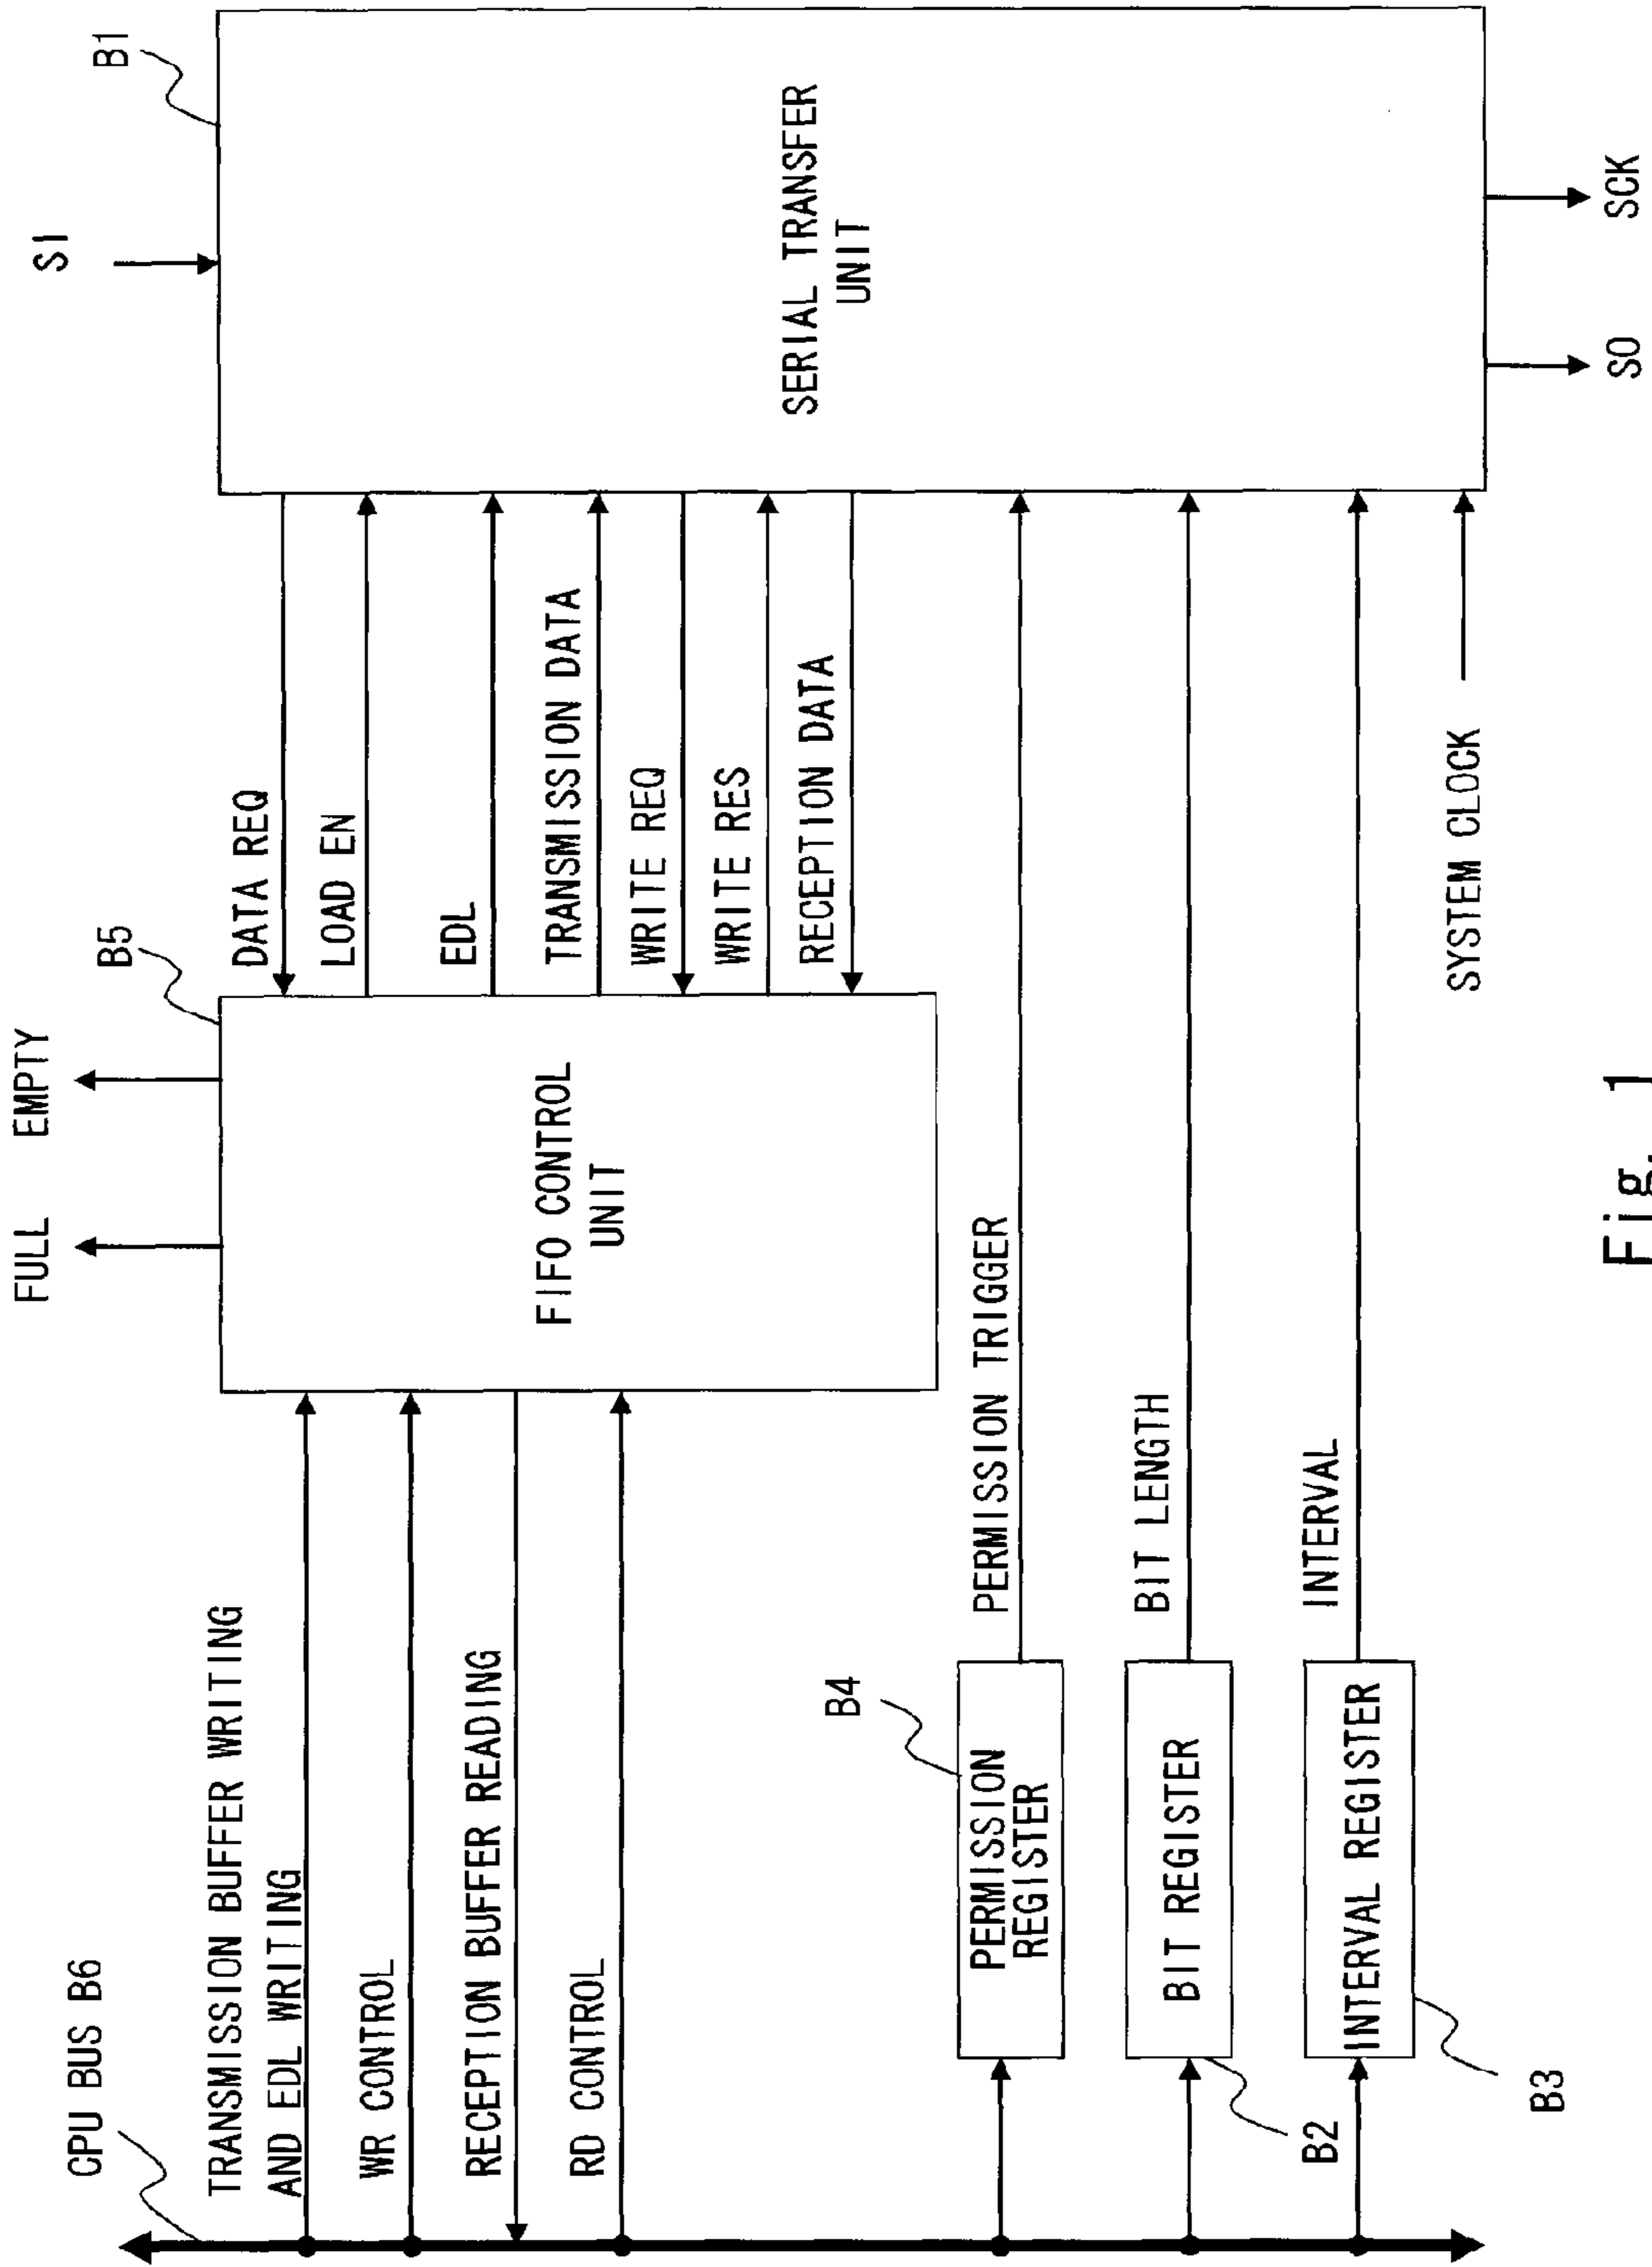 CPU BUS B6
TRANSMISSION BUFFER WRITING
AND EDL WRITING
WR CONTROL
RECEPTION BUFFER READING
RD CONTROL
FULL
EMPTY
B5
FIFO CONTROL
UNIT
DATA REQ
LOAD EN
EDL
TRANSMISSION DATA
WRITE REQ
WRITE RES
RECEPTION DATA
SI
B1
SERIAL TRANSFER
UNIT
B4
PERMISSION
REGISTER
PERMISSION TRIGGER
BIT REGISTER
B2
BIT LENGTH
INTERVAL REGISTER
B3
INTERVAL
SYSTEM CLOCK
SO
SCK
Fig. 1